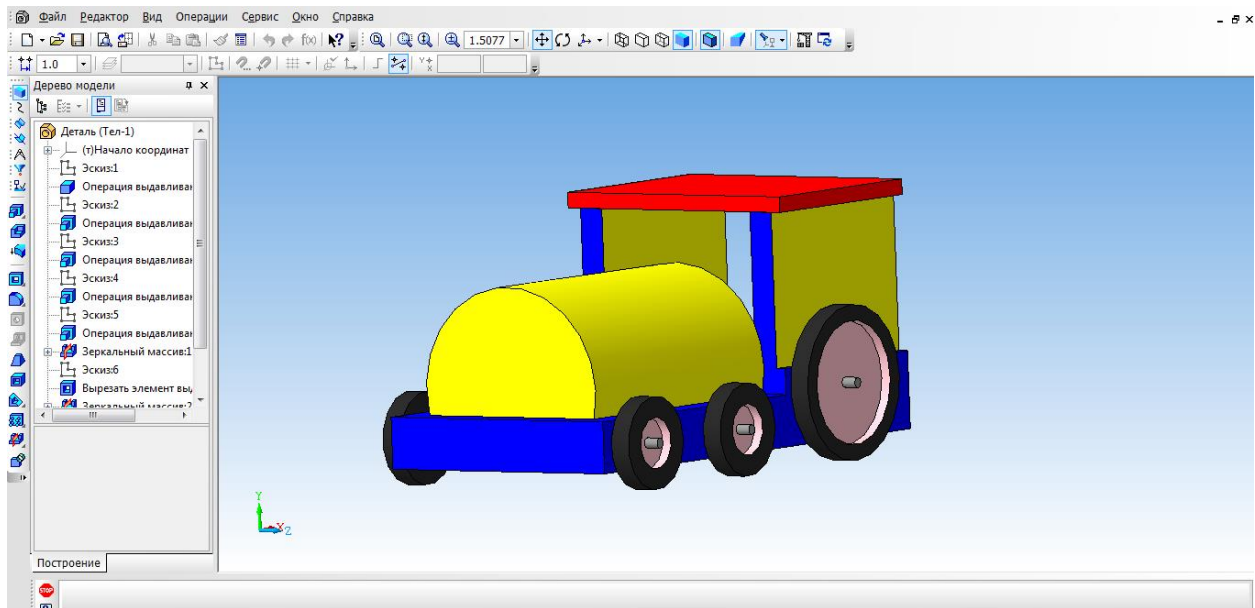 Файл Редактор Вид Операции Сервис Окно Справка
1.5077
1.0
Дерево модели
Деталь (Тел-1)
(т)Начало координат
Эскиз:1
Операция выдавливан
Эскиз:2
Операция выдавливан
Эскиз:3
Операция выдавливан
Эскиз:4
Операция выдавливан
Эскиз:5
Операция выдавливан
Зеркальный массив:1
Эскиз:6
Вырезать элемент выд
Зеркальный массив:2
Построение
Y
X
Z
STOP